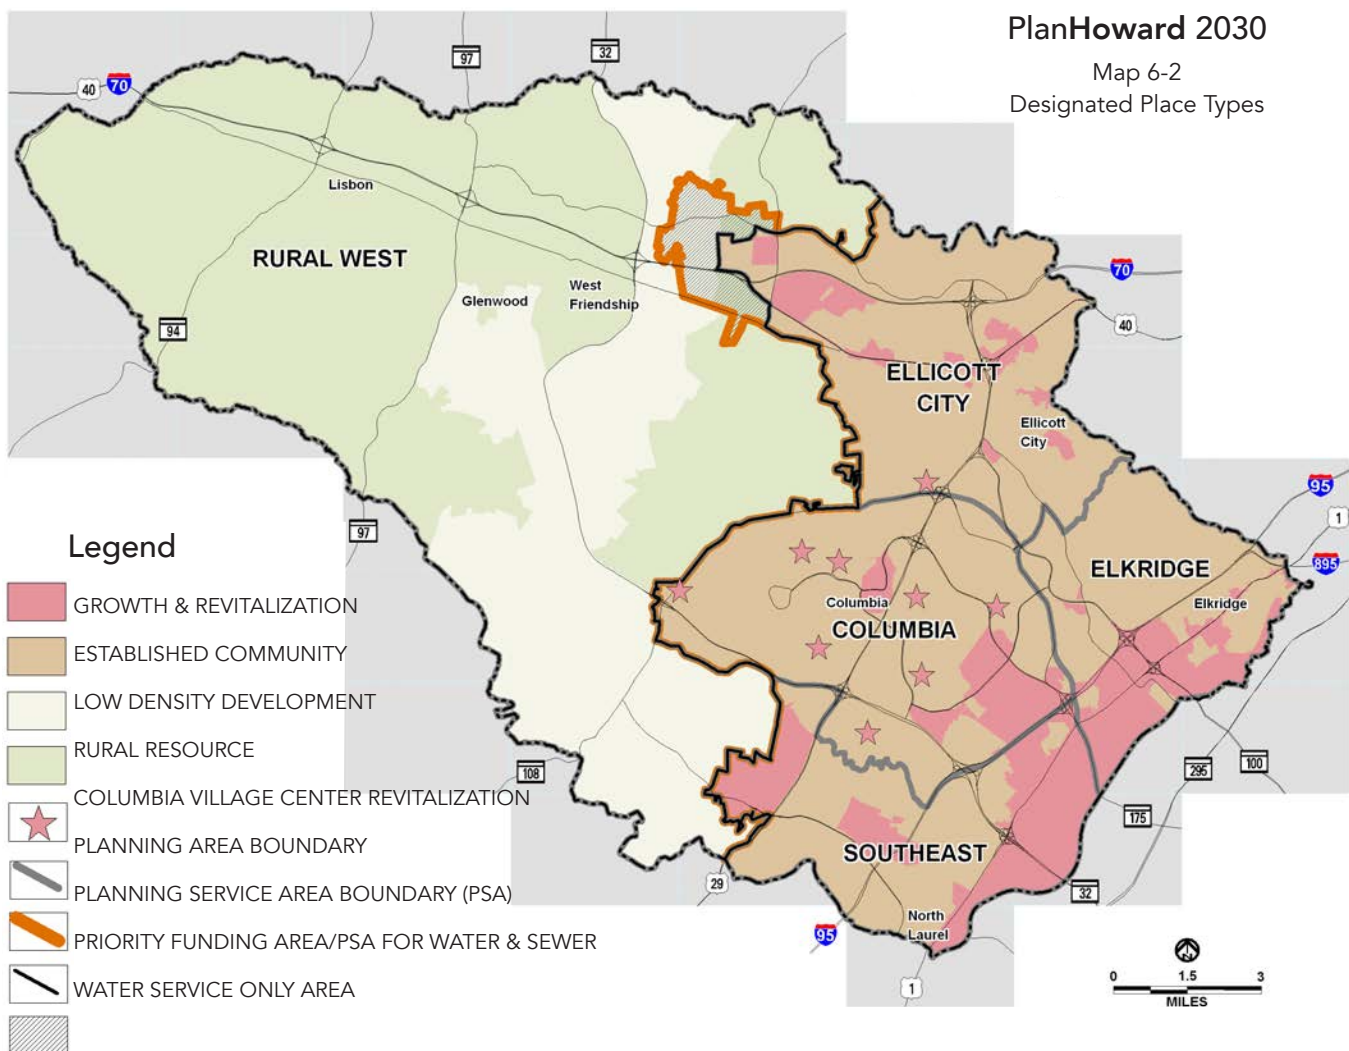 PlanHoward 2030
Map 6-2
Designated Place Types
97
32
40
70
Lisbon
RURAL WEST
70
West
Friendship
Glenwood
40
94
ELLICOTT
CITY
Ellicott
City
95
1
97
895
ELKRIDGE
Elkridge
Columbia
COLUMBIA
108
295
100
175
SOUTHEAST
29
32
North
Laurel
95
1
N
0 1.5 3
MILES
Legend
GROWTH & REVITALIZATION
ESTABLISHED COMMUNITY
LOW DENSITY DEVELOPMENT
RURAL RESOURCE
COLUMBIA VILLAGE CENTER REVITALIZATION
PLANNING AREA BOUNDARY
PLANNING SERVICE AREA BOUNDARY (PSA)
PRIORITY FUNDING AREA/PSA FOR WATER & SEWER
WATER SERVICE ONLY AREA